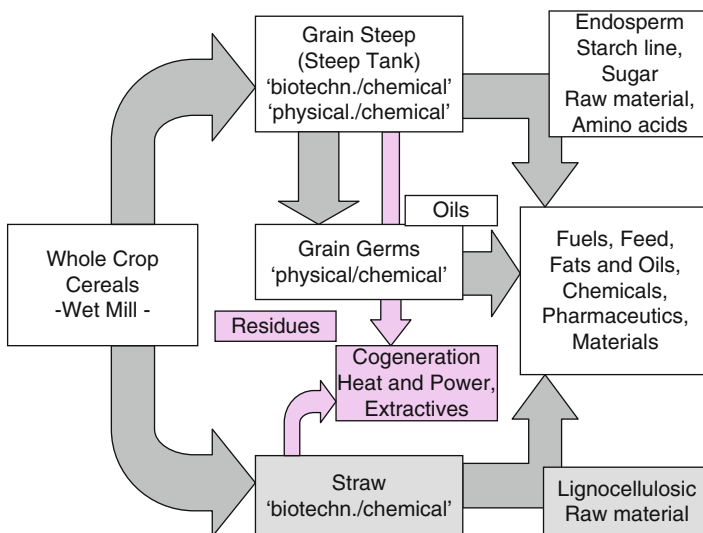 Grain Steep
(Steep Tank)
‘biotechn./chemical’
‘physical./chemical’
Endosperm
Starch line,
Sugar
Raw material,
Amino acids
Oils
Whole Crop
Cereals
-Wet Mill -
Grain Germs
‘physical/chemical’
Fuels, Feed,
Fats and Oils,
Chemicals,
Pharmaceutics,
Materials
Residues
Cogeneration
Heat and Power,
Extractives
Straw
‘biotechn./chemical’
Lignocellulosic
Raw material